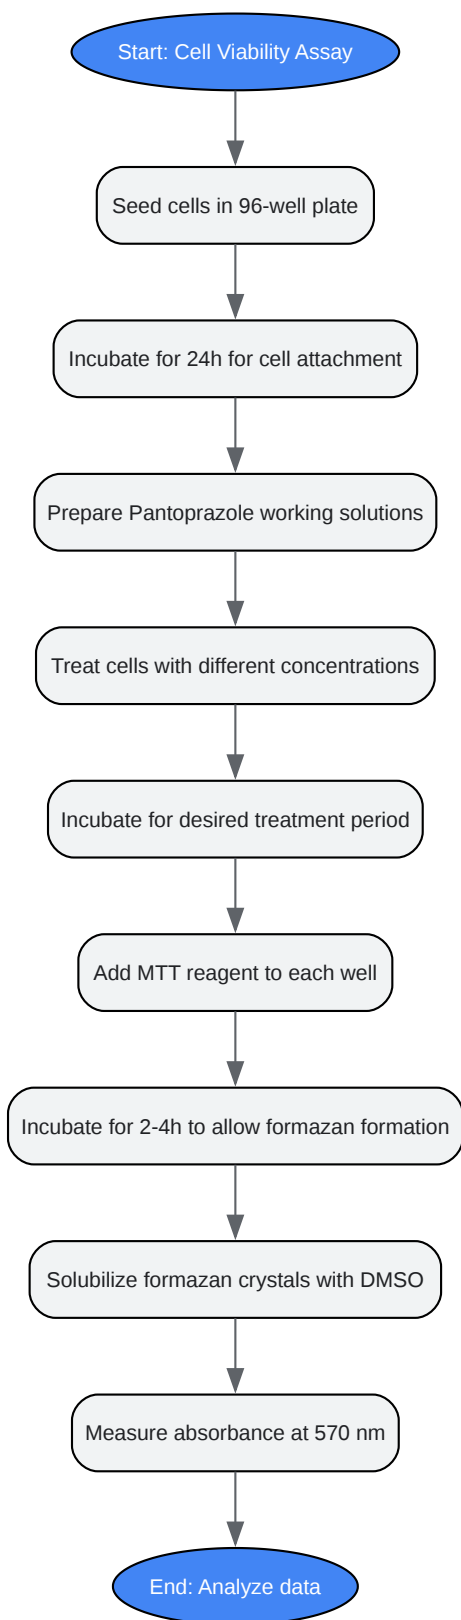 Start: Cell Viability Assay
Seed cells in 96-well plate
Incubate for 24h for cell attachment
Prepare Pantoprazole working solutions
Treat cells with different concentrations
Incubate for desired treatment period
Add MTT reagent to each well
Incubate for 2-4h to allow formazan formation
Solubilize formazan crystals with DMSO
Measure absorbance at 570 nm
End: Analyze data